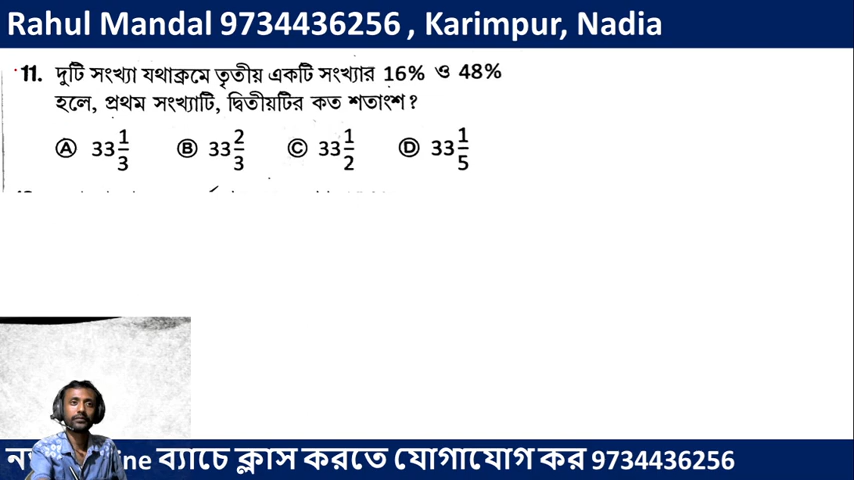 Rahul Mandal 9734436256 , Karimpur, Nadia
11. দুটি সংখ্যা যথাক্রমে তৃতীয় একটি সংখ্যার 16% ও 48%
হলে, প্রথম সংখ্যাটি, দ্বিতীয়টির কত শতাংশ ?
Ⓐ 33 1/3 Ⓑ 33 2/3 Ⓒ 33 1/2 Ⓓ 33 1/5
ine ব্যাচে ক্লাস করতে যোগাযোগ কর 9734436256